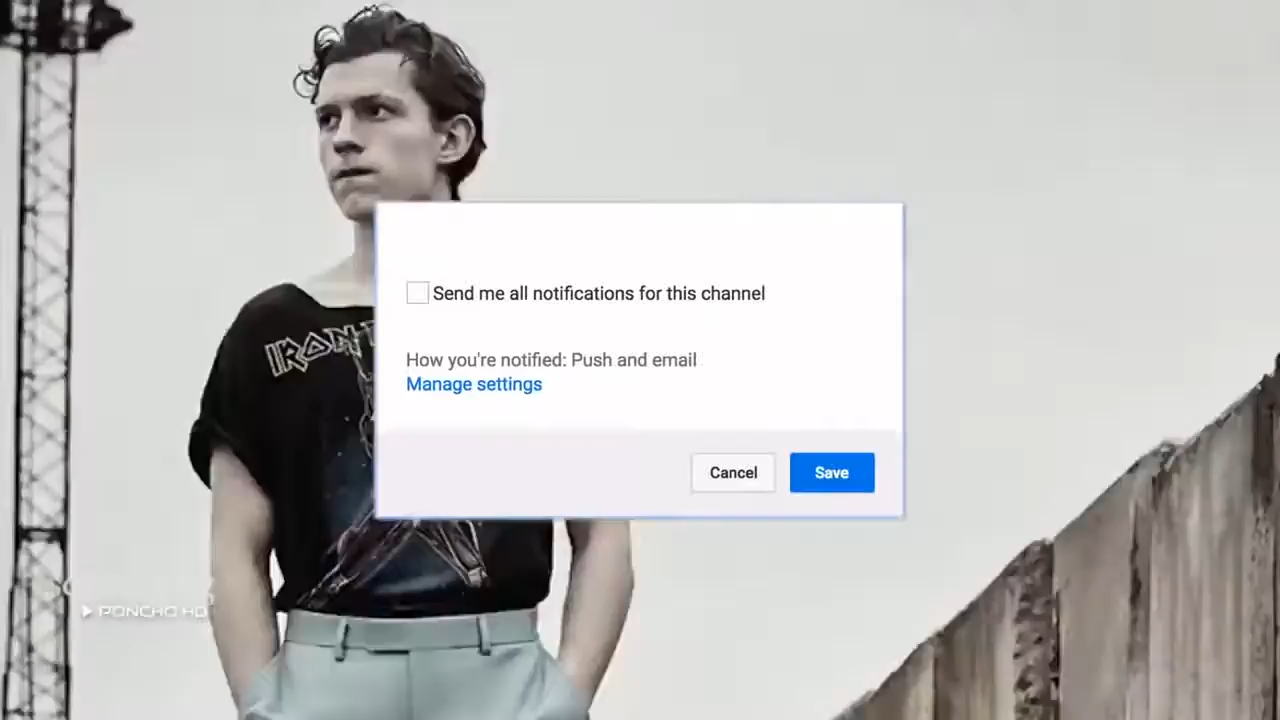 Send me all notifications for this channel
IRON
How you're notified: Push and email
Manage settings
Cancel
Save
PONCHO HD